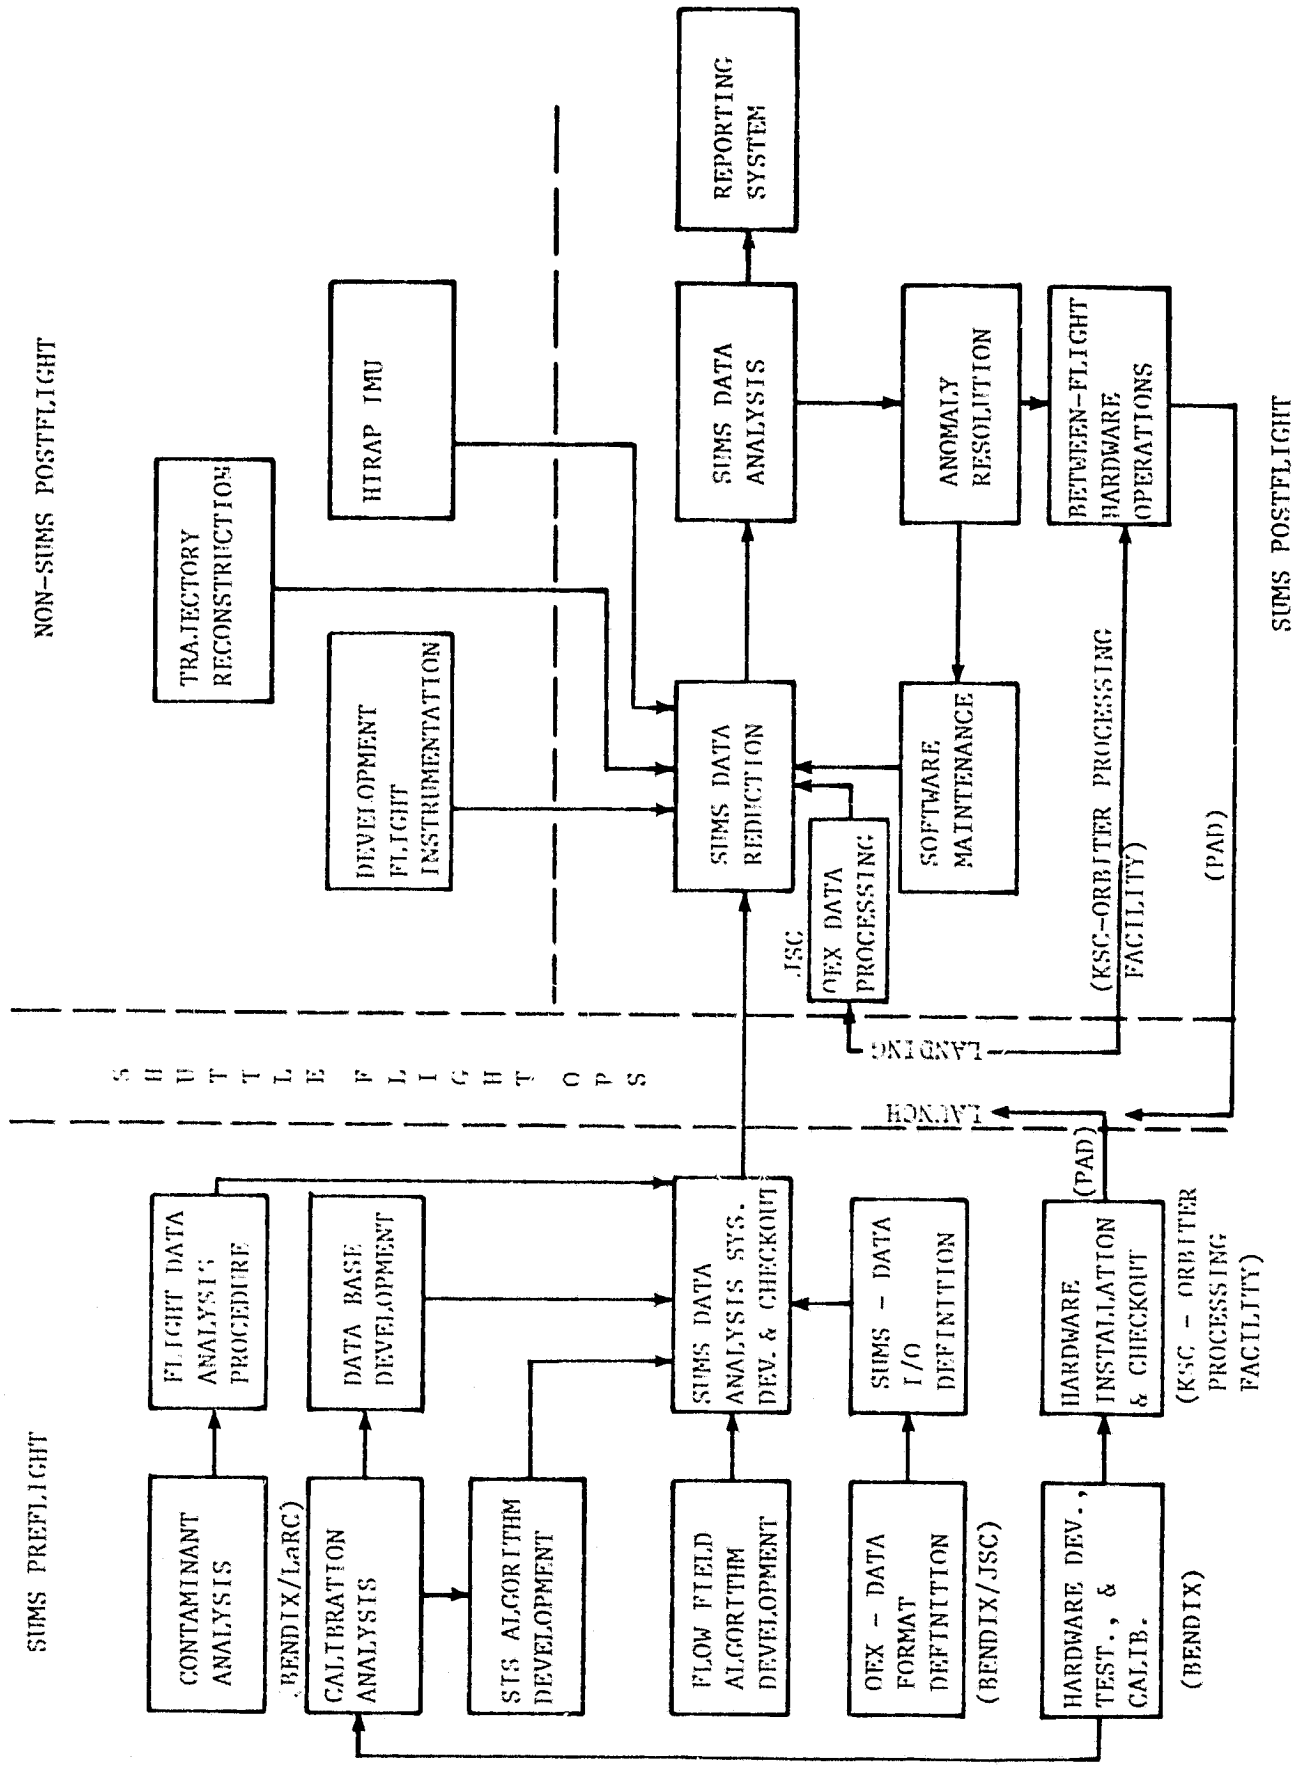 SUMS PREFLIGHT
CONTAMINANT
ANALYSIS
FLIGHT DATA
ANALYSIS
PROCEDURE
(BENDIX/LaRC)
CALIBRATION
ANALYSIS
DATA BASE
DEVELOPMENT
SIS ALGORITHM
DEVELOPMENT
FLOW FIELD
ALGORITHM
DEVELOPMENT
SUMS DATA
ANALYSIS SYS.
DEV. & CHECKOUT
OEX - DATA
FORMAT
DEFINITION
(BENDIX/JSC)
SUMS - DATA
I/O
DEFINITION
HARDWARE DEV.,
TEST., &
CALIB.
(BENDIX)
HARDWARE
INSTALLATION
& CHECKOUT
(KSC - ORBITER
PROCESSING
FACILITY)
(PAD)
SHUTTLE FLIGHT OPS
LAUNCH
LANDING
NON-SUMS POSTFLIGHT
TRAJECTORY
RECONSTRUCTION
DEVELOPMENT
FLIGHT
INSTRUMENTATION
HIRAP IMU
SUMS DATA
REDUCTION
SUMS DATA
ANALYSIS
REPORTING
SYSTEM
JSC
OEX DATA
PROCESSING
SOFTWARE
MAINTENANCE
ANOMALY
RESOLUTION
(KSC-ORBITER PROCESSING
FACILITY)
BETWEEN-FLIGHT
HARDWARE
OPERATIONS
(PAD)
SUMS POSTFLIGHT